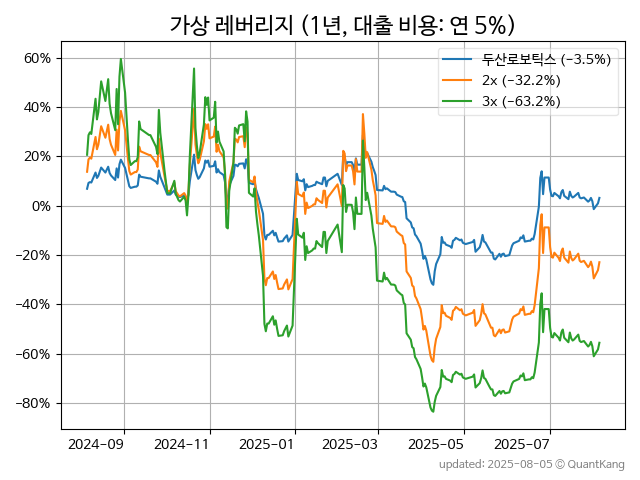 가상 레버리지 (1년, 대출 비용: 연 5%)
두산로보틱스 (−3.5%)
2x (−32.2%)
3x (−63.2%)
60%
40%
20%
0%
−20%
−40%
−60%
−80%
2024-09
2024-11
2025-01
2025-03
2025-05
2025-07
updated: 2025-08-05 © QuantKang